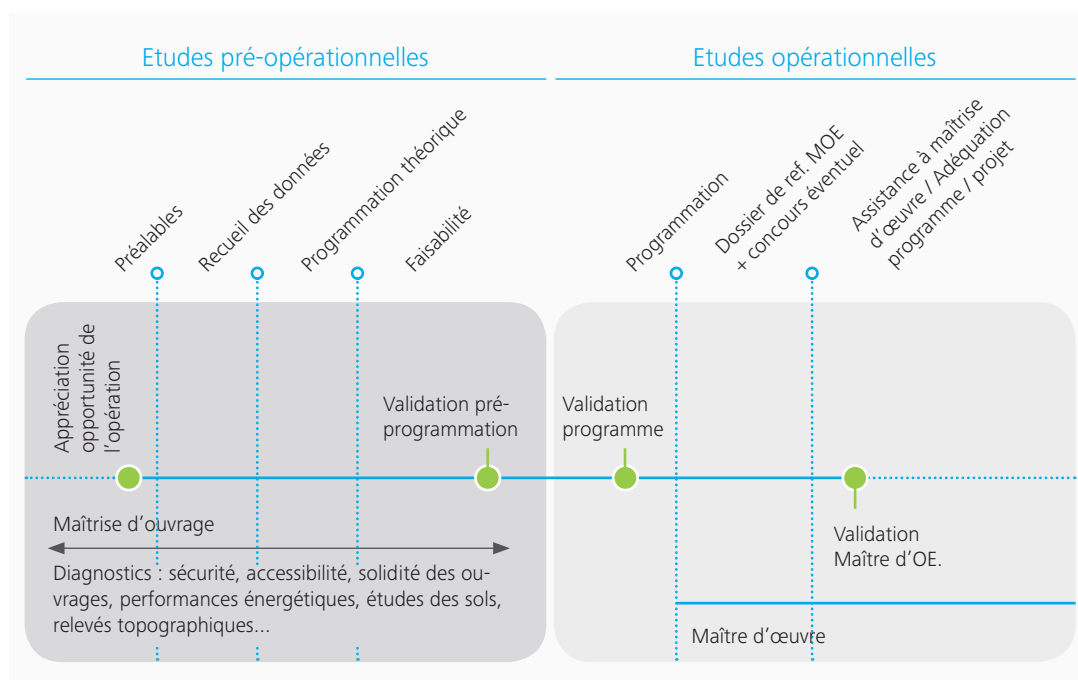 Etudes pré-opérationnelles
Etudes opérationnelles
Préalables
Recueil des données
Programmation théorique
Faisabilité
Programmation
Dossier de ref. MOE
+ concours éventuel
Assistance à maîtrise
d'œuvre / Adéquation
programme / projet
Appréciation
opportunité de
l'opération
Validation pré-
programmation
Validation
programme
Maîtrise d'ouvrage
Diagnostics : sécurité, accessibilité, solidité des ou-
vrages, performances énergétiques, études des sols,
relevés topographiques...
Validation
Maître d'OE.
Maître d'œuvre